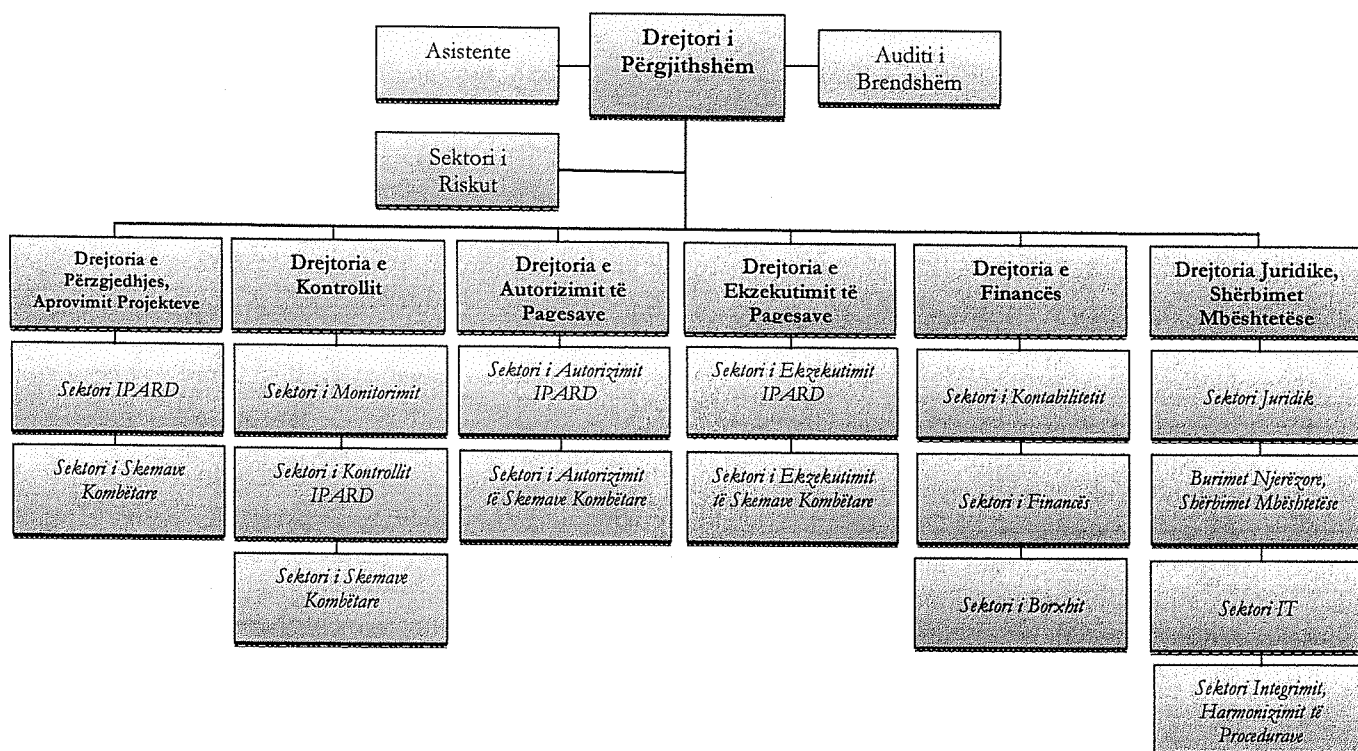 Asistente
Drejtori i
Përgjithshëm
Auditi i
Brendshëm
Sektori i
Riskut
Drejtoria e
Përzgjedhjes,
Aprovimit Projekteve
Sektori IPARD
Sektori i Skemave
Kombëtare
Drejtoria e
Kontrollit
Sektori i Monitorimit
Sektori i Kontrollit
IPARD
Sektori i Skemave
Kombëtare
Drejtoria e
Autorizimit të
Pagesave
Sektori i Autorizimit
IPARD
Sektori i Autorizimit
të Skemave Kombëtare
Drejtoria e
Ekzekutimit të
Pagesave
Sektori i Ekzekutimit
IPARD
Sektori i Ekzekutimit
të Skemave Kombëtare
Drejtoria e
Financës
Sektori i Kontabilitetit
Sektori i Financës
Sektori i Borxhit
Drejtoria Juridike,
Shërbimet
Mbështetëse
Sektori Juridik
Burimet Njerëzore,
Shërbimet Mbështetëse
Sektori IT
Sektori Integrimit,
Harmonizimit të
Procedurave